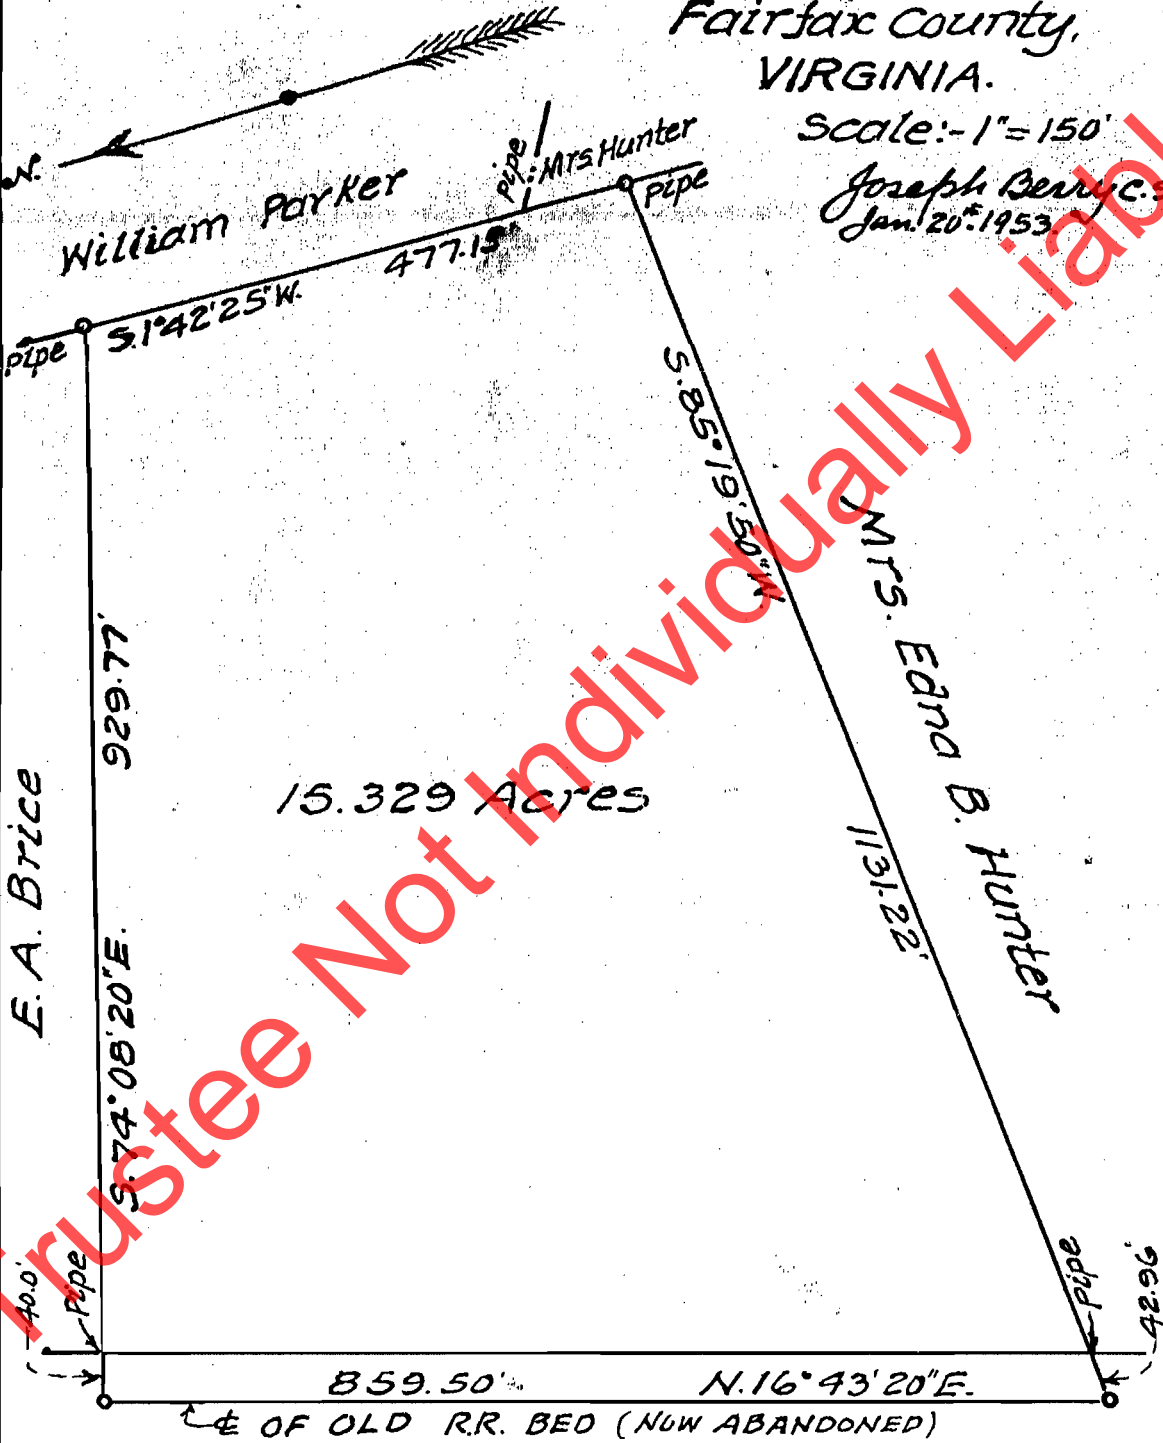 Fairfax County,
VIRGINIA.
Scale:- 1"= 150'
Joseph Berry C.S
Jan. 20th 1953.
N.
William Parker
Pipe
Mrs Hunter
Pipe
477.15'
S.1°42'25"W.
Pipe
S.85°19'50"W.
1131.22'
Mrs. Edna B. Hunter
929.77'
S.74°08'20"E.
E. A. Brice
15.329 Acres
Trustee Not Individually Liabl
40.0'
Pipe
Pipe
42.96'
859.50'
N.16°43'20"E.
℄ OF OLD R.R. BED (NOW ABANDONED)